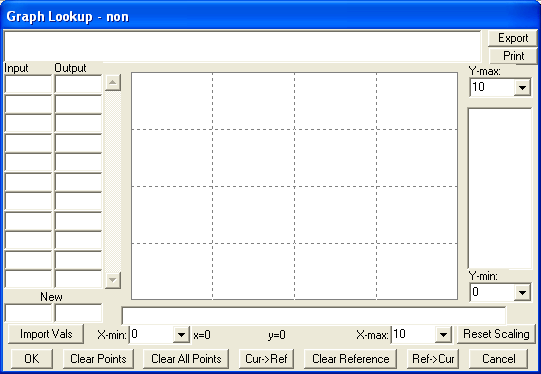 Graph Lookup - non
Export
Print
Input Output
Y-max:
10
Y-min:
0
New
Import Vals X-min: 0 x=0 y=0 X-max: 10 Reset Scaling
OK Clear Points Clear All Points Cur->Ref Clear Reference Ref->Cur Cancel